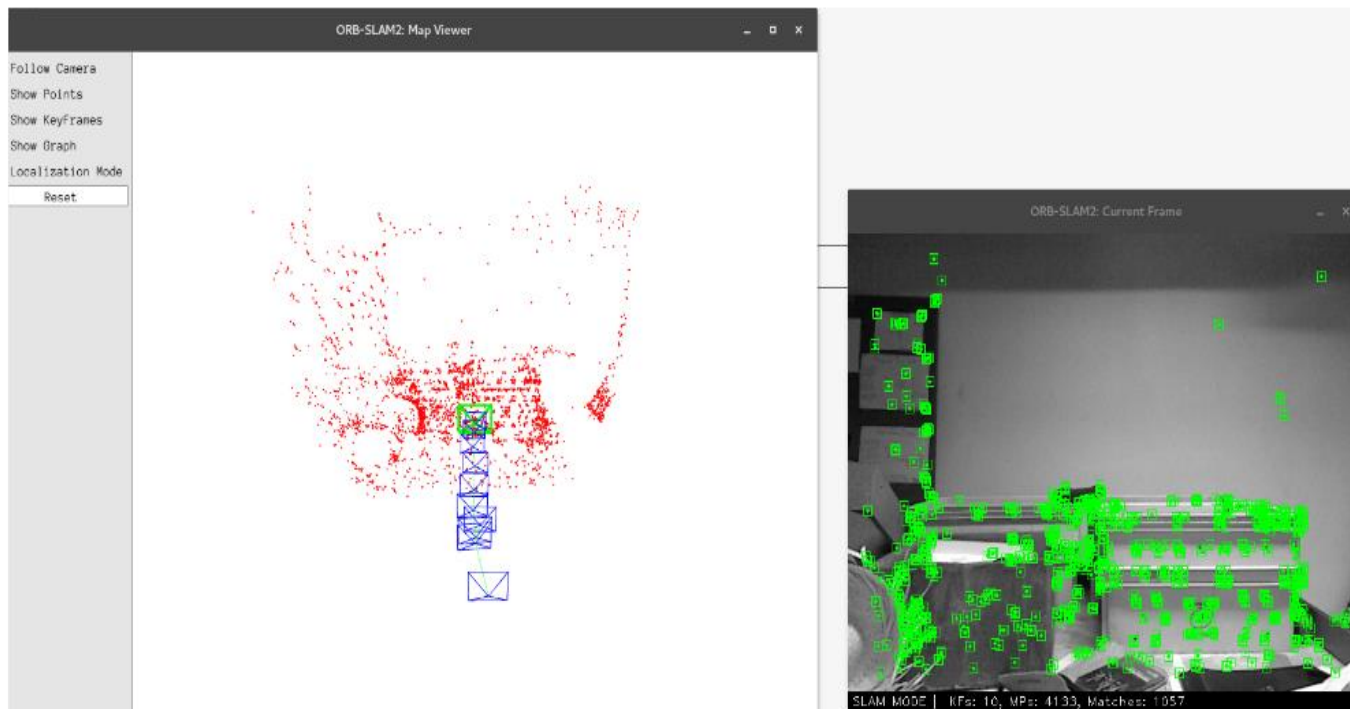 ORB-SLAM2: Map Viewer
Follow Camera
Show Points
Show KeyFrames
Show Graph
Localization Mode
Reset
ORB-SLAM2: Current Frame
SLAM MODE | KFs: 10, MPs: 4133, Matches: 1057